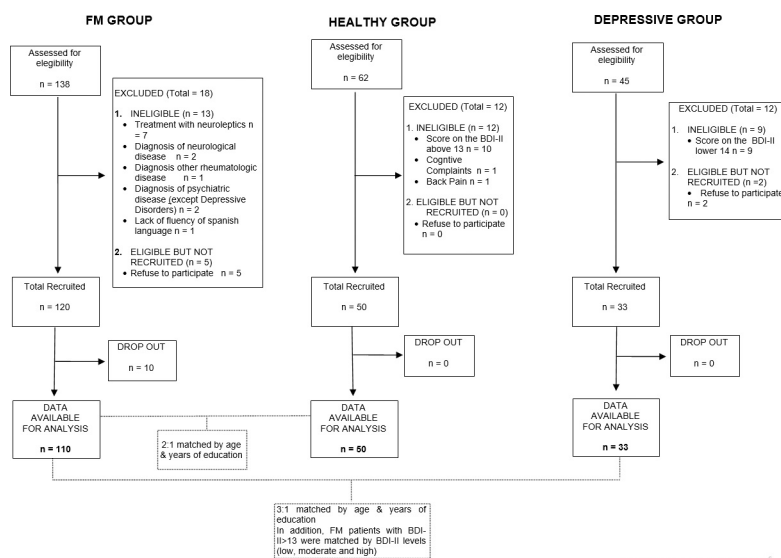 FM GROUP
Assessed for
elegibility
n = 138
EXCLUDED (Total = 18)
1. INELIGIBLE (n = 13)
• Treatment with neuroleptics n
= 7
• Diagnosis of neurological
disease n = 2
• Diagnosis other rheumatologic
disease n = 1
• Diagnosis of psychiatric
disease (except Depressive
Disorders) n = 2
• Lack of fluency of spanish
language n = 1
2. ELIGIBLE BUT NOT
RECRUITED (n = 5)
• Refuse to participate n = 5
Total Recruited
n = 120
DROP OUT
n = 10
DATA
AVAILABLE
FOR ANALYSIS
n = 110
HEALTHY GROUP
Assessed for
elegibility
n = 62
EXCLUDED (Total = 12)
1. INELIGIBLE (n = 12)
• Score on the BDI-II
above 13 n = 10
• Cogntive
Complaints n = 1
• Back Pain n = 1
2. ELIGIBLE BUT NOT
RECRUITED (n = 0)
• Refuse to participate
n = 0
Total Recruited
n = 50
DROP OUT
n = 0
DATA
AVAILABLE
FOR ANALYSIS
n = 50
DEPRESSIVE GROUP
Assessed for
elegibility
n = 45
EXCLUDED (Total = 12)
1. INELIGIBLE (n = 9)
• Score on the BDI-II
lower 14 n = 9
2. ELIGIBLE BUT NOT
RECRUITED (n =2)
• Refuse to participate
n = 2
Total Recruited
n = 33
DROP OUT
n = 0
DATA
AVAILABLE
FOR ANALYSIS
n = 33
2:1 matched by age
& years of education
3:1 matched by age & years of
education
In addition, FM patients with BDI-
II>13 were matched by BDI-II levels
(low, moderate and high)